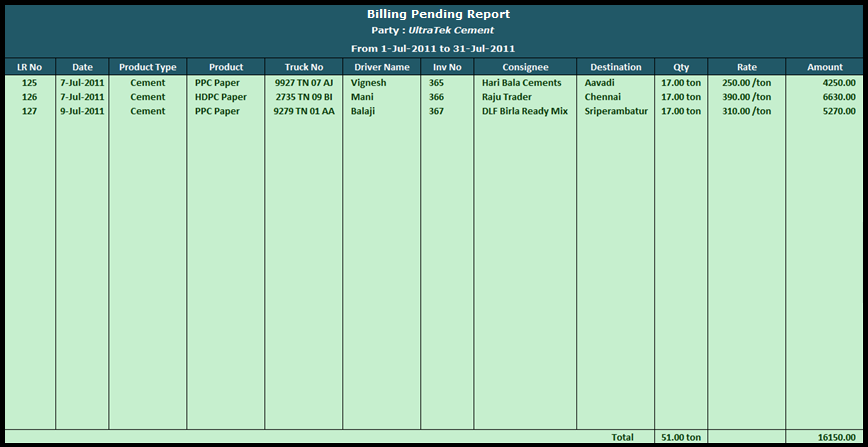 Billing Pending Report
Party : UltraTek Cement
From 1-Jul-2011 to 31-Jul-2011
LR No Date Product Type Product Truck No Driver Name Inv No Consignee Destination Qty Rate Amount
125 7-Jul-2011 Cement PPC Paper 9927 TN 07 AJ Vignesh 365 Hari Bala Cements Aavadi 17.00 ton 250.00 /ton 4250.00
126 7-Jul-2011 Cement HDPC Paper 2735 TN 09 BI Mani 366 Raju Trader Chennai 17.00 ton 390.00 /ton 6630.00
127 9-Jul-2011 Cement PPC Paper 9279 TN 01 AA Balaji 367 DLF Birla Ready Mix Sriperambatur 17.00 ton 310.00 /ton 5270.00
Total 51.00 ton 16150.00